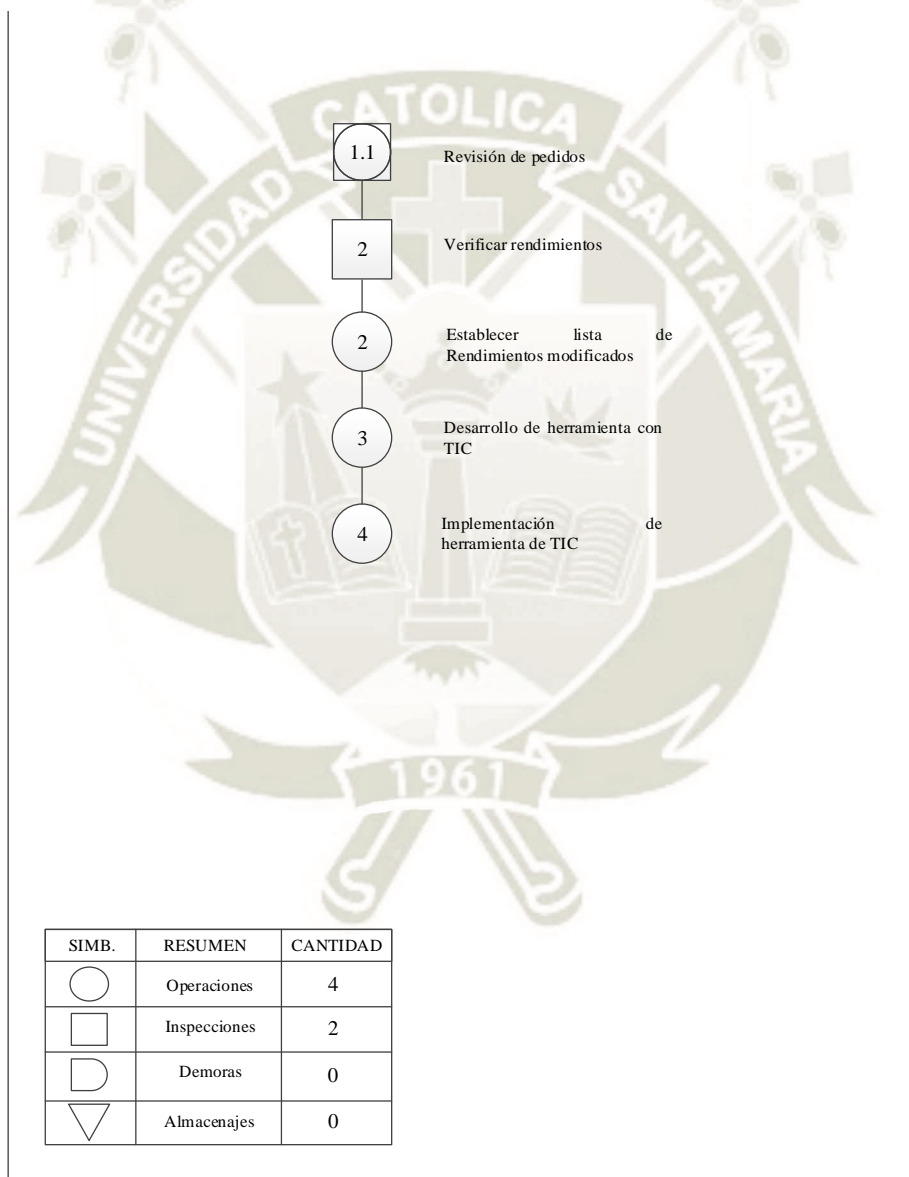 UNIVERSIDAD CATOLICA SANTA MARIA
1.1 Revisión de pedidos
2 Verificar rendimientos
2 Establecer lista de
Rendimientos modificados
3 Desarrollo de herramienta con
TIC
4 Implementación de
herramienta de TIC
1961
SIMB. RESUMEN CANTIDAD
Operaciones 4
Inspecciones 2
Demoras 0
Almacenajes 0